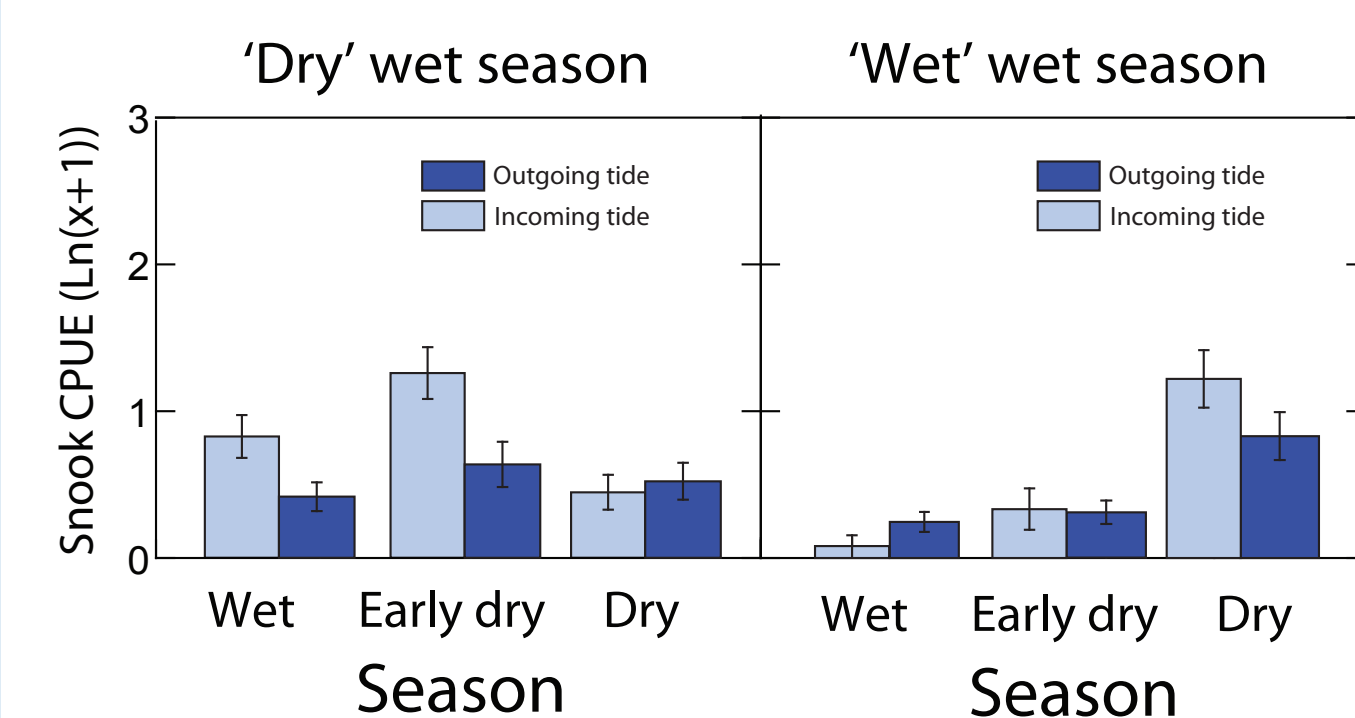 ‘Dry’ wet season
‘Wet’ wet season
Snook CPUE (Ln(x+1))
3
2
1
0
Outgoing tide
Incoming tide
Outgoing tide
Incoming tide
Wet Early dry Dry
Wet Early dry Dry
Season
Season